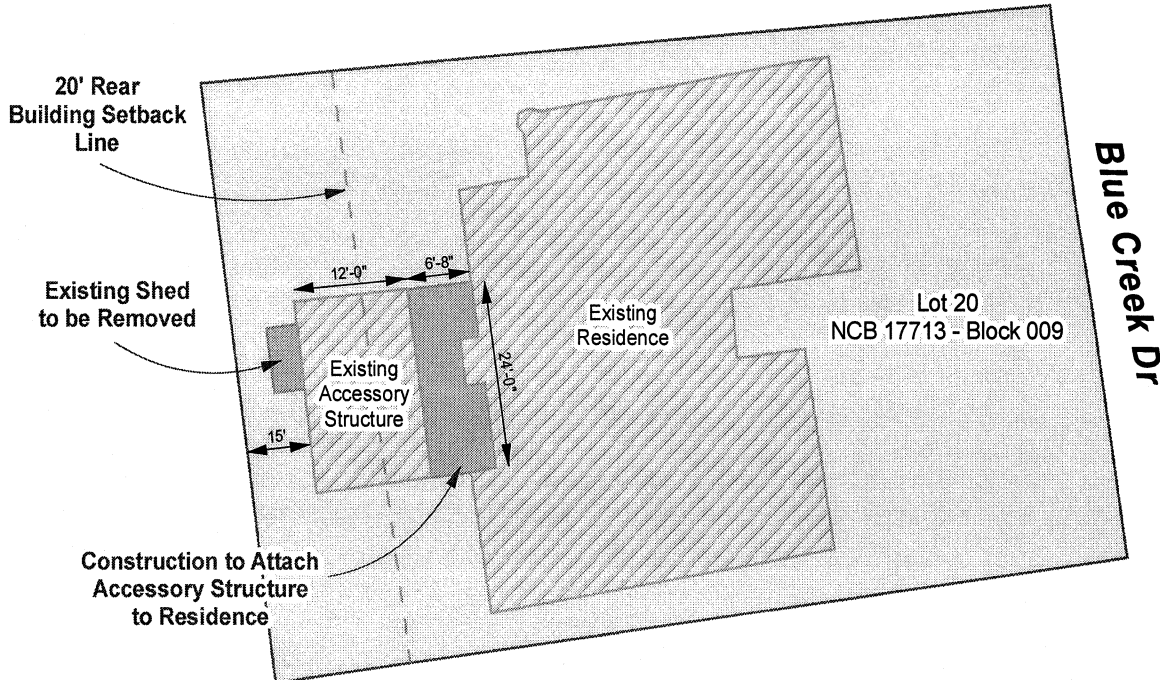 20' Rear
Building Setback
Line
Blue Creek Dr
12'-0"
6'-8"
Existing Shed
to be Removed
Existing
Residence
Lot 20
NCB 17713 - Block 009
24'-0"
Existing
Accessory
Structure
15'
Construction to Attach
Accessory Structure
to Residence